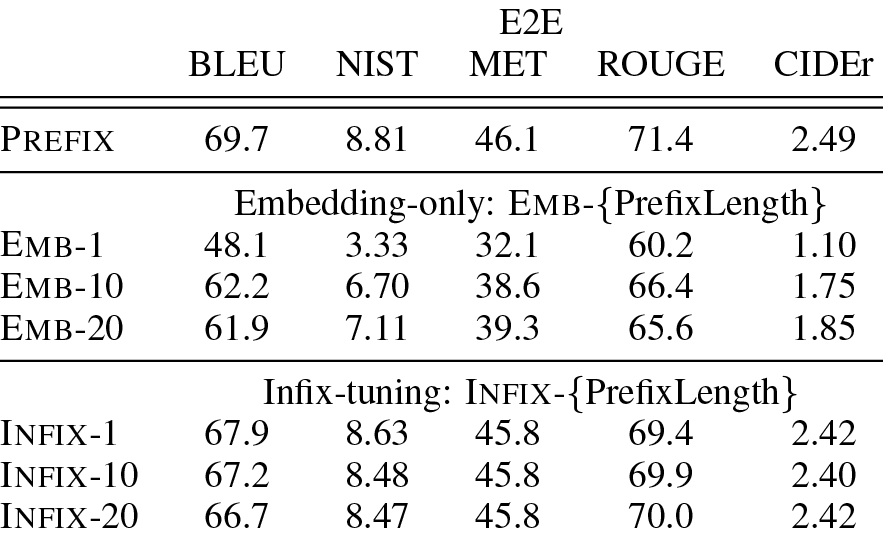 E2E
BLEU NIST MET ROUGE CIDEr
PREFIX 69.7 8.81 46.1 71.4 2.49
Embedding-only: EMB-{PrefixLength}
EMB-1 48.1 3.33 32.1 60.2 1.10
EMB-10 62.2 6.70 38.6 66.4 1.75
EMB-20 61.9 7.11 39.3 65.6 1.85
Infix-tuning: INFIX-{PrefixLength}
INFIX-1 67.9 8.63 45.8 69.4 2.42
INFIX-10 67.2 8.48 45.8 69.9 2.40
INFIX-20 66.7 8.47 45.8 70.0 2.42